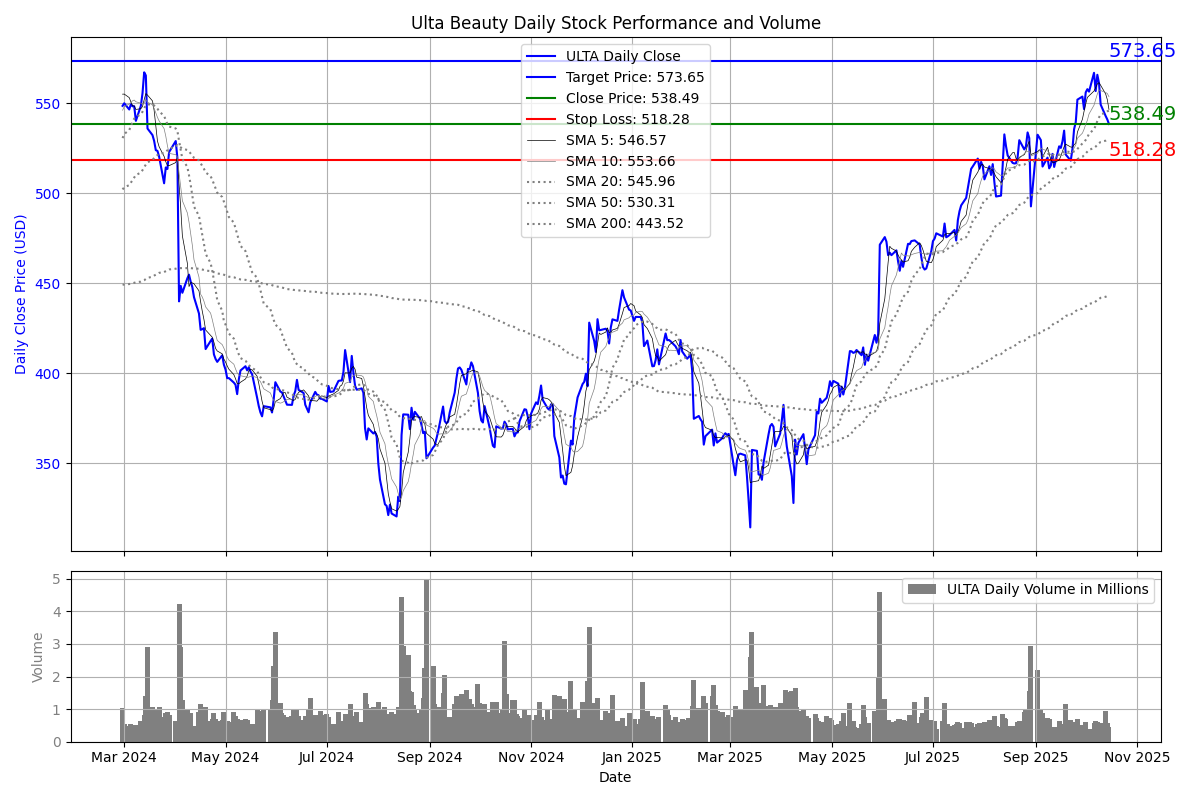 Ulta Beauty Daily Stock Performance and Volume
573.65
538.49
518.28
ULTA Daily Close
Target Price: 573.65
Close Price: 538.49
Stop Loss: 518.28
SMA 5: 546.57
SMA 10: 553.66
SMA 20: 545.96
SMA 50: 530.31
SMA 200: 443.52
Daily Close Price (USD)
550
500
450
400
350
ULTA Daily Volume in Millions
Volume
5
4
3
2
1
0
Mar 2024 May 2024 Jul 2024 Sep 2024 Nov 2024 Jan 2025 Mar 2025 May 2025 Jul 2025 Sep 2025 Nov 2025
Date